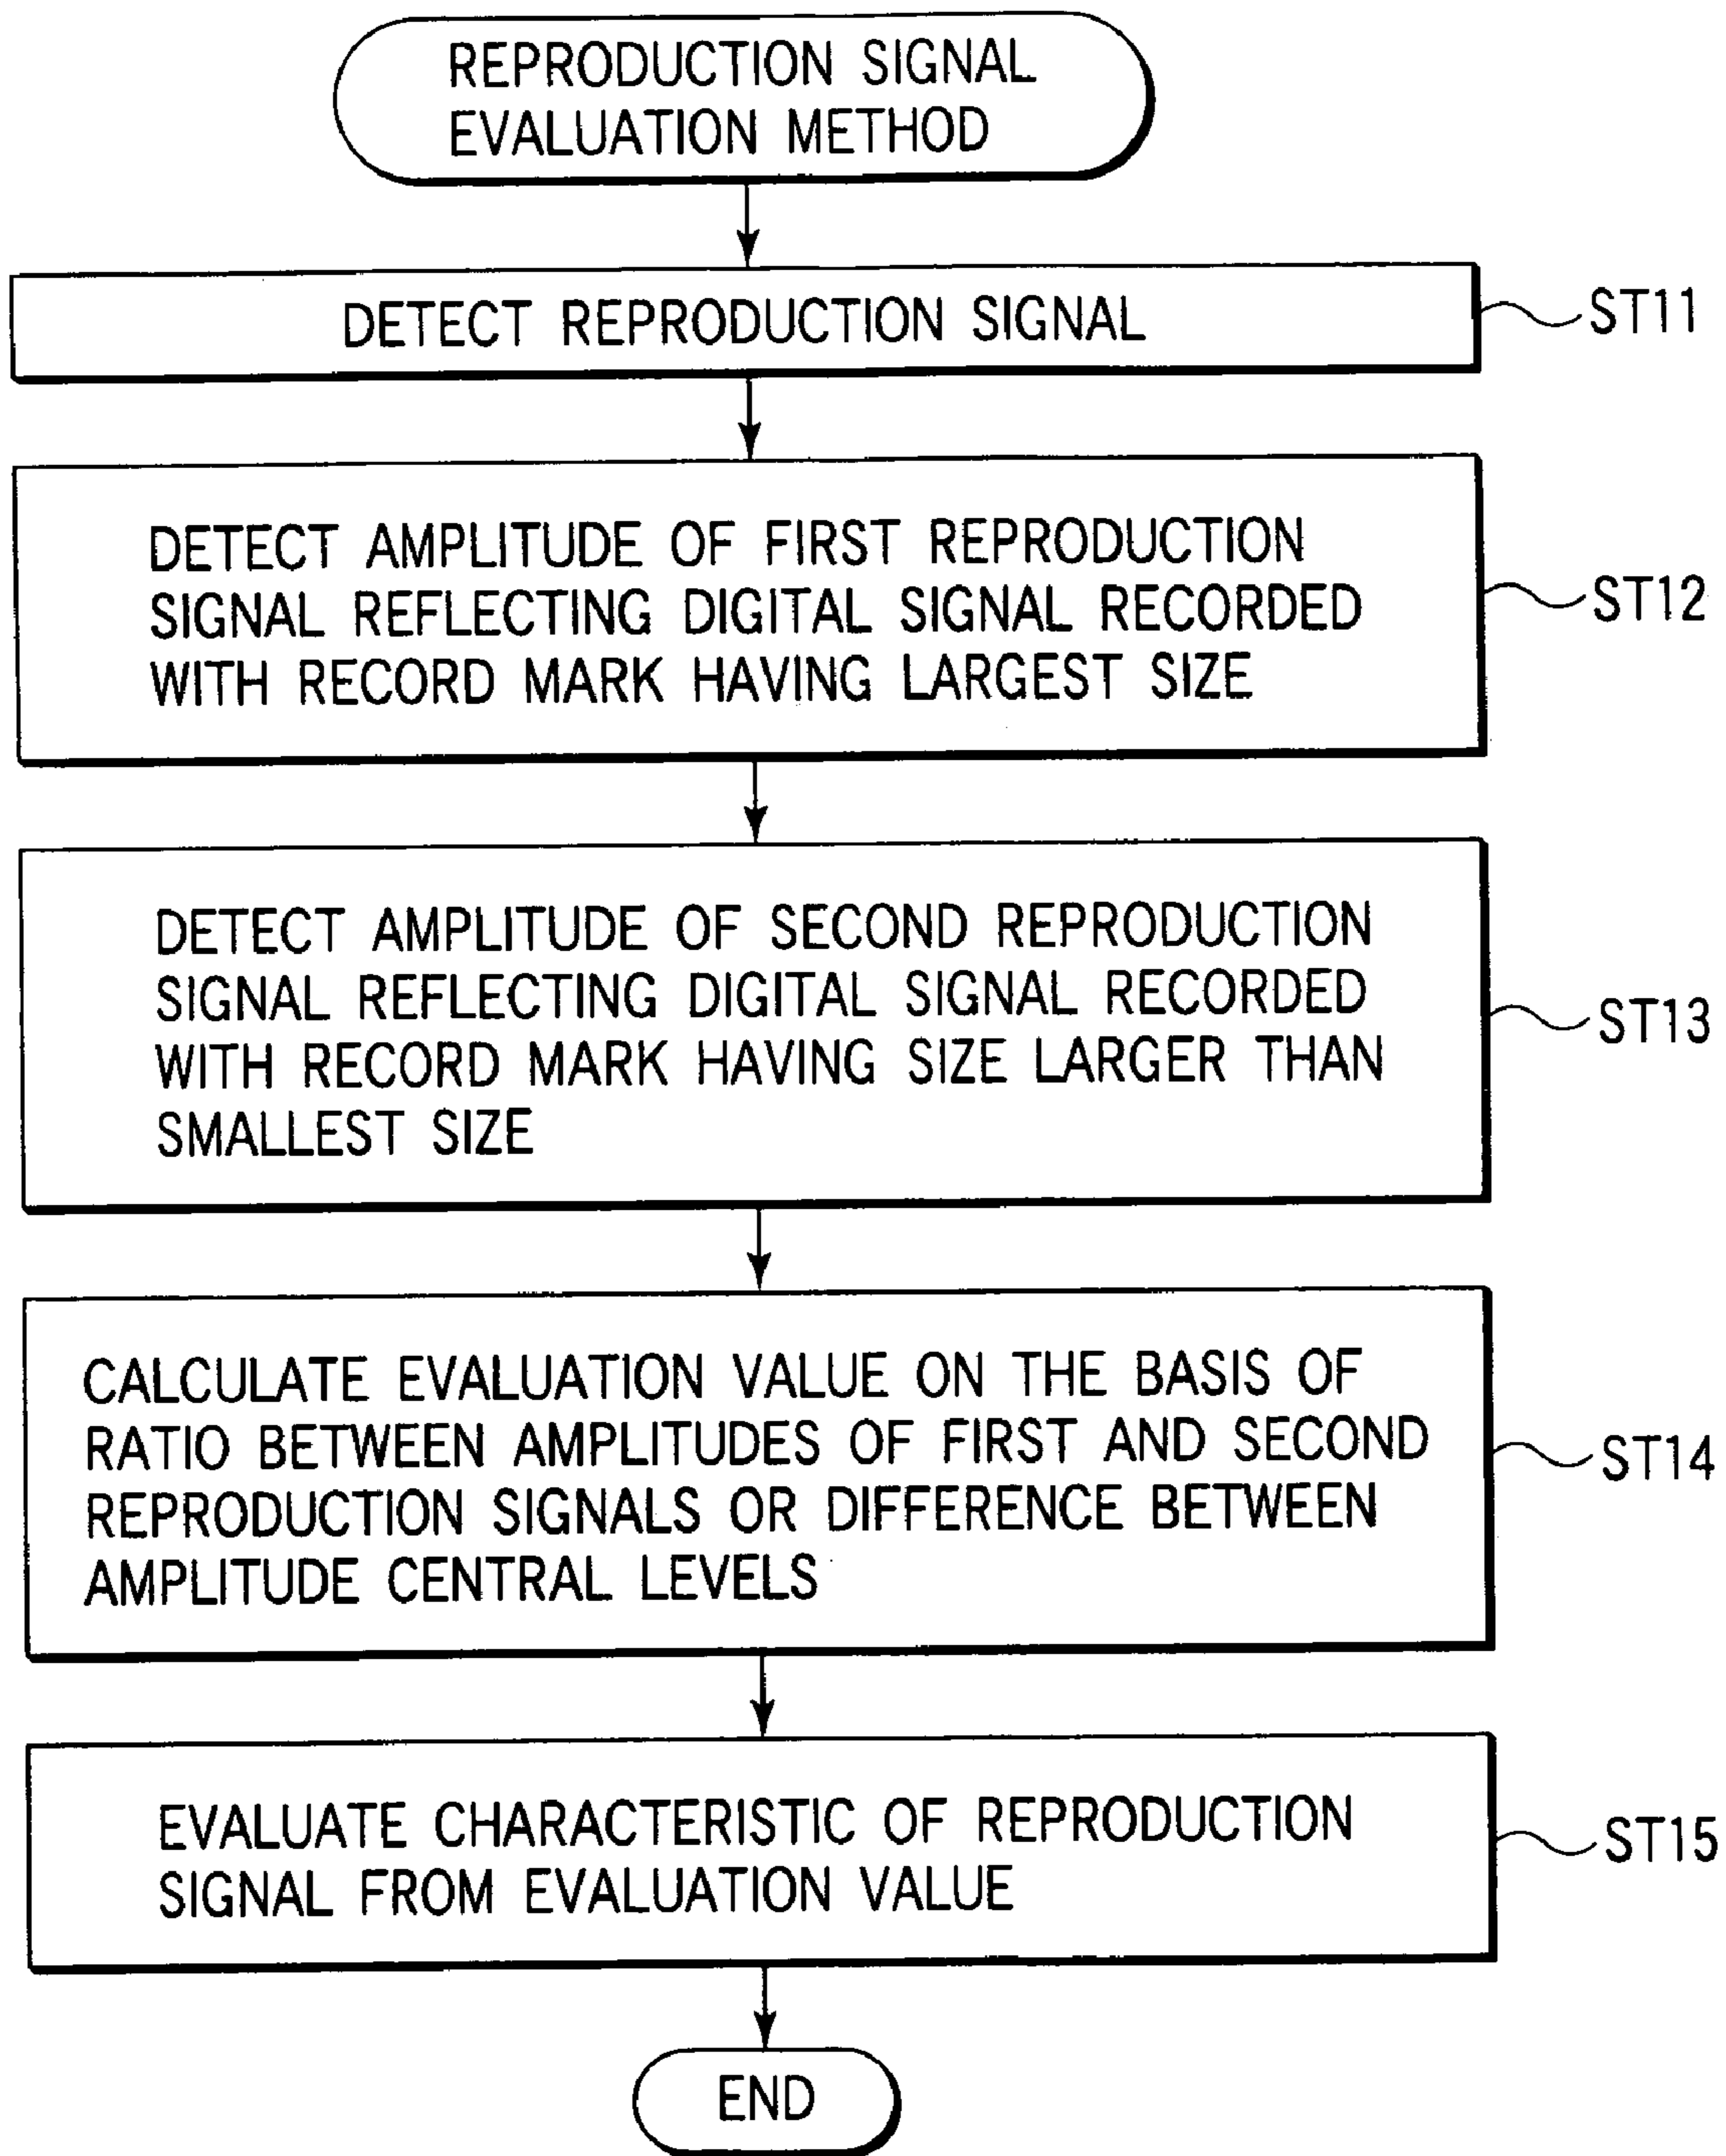 REPRODUCTION SIGNAL
EVALUATION METHOD
DETECT REPRODUCTION SIGNAL
ST11
DETECT AMPLITUDE OF FIRST REPRODUCTION
SIGNAL REFLECTING DIGITAL SIGNAL RECORDED
WITH RECORD MARK HAVING LARGEST SIZE
ST12
DETECT AMPLITUDE OF SECOND REPRODUCTION
SIGNAL REFLECTING DIGITAL SIGNAL RECORDED
WITH RECORD MARK HAVING SIZE LARGER THAN
SMALLEST SIZE
ST13
CALCULATE EVALUATION VALUE ON THE BASIS OF
RATIO BETWEEN AMPLITUDES OF FIRST AND SECOND
REPRODUCTION SIGNALS OR DIFFERENCE BETWEEN
AMPLITUDE CENTRAL LEVELS
ST14
EVALUATE CHARACTERISTIC OF REPRODUCTION
SIGNAL FROM EVALUATION VALUE
ST15
END